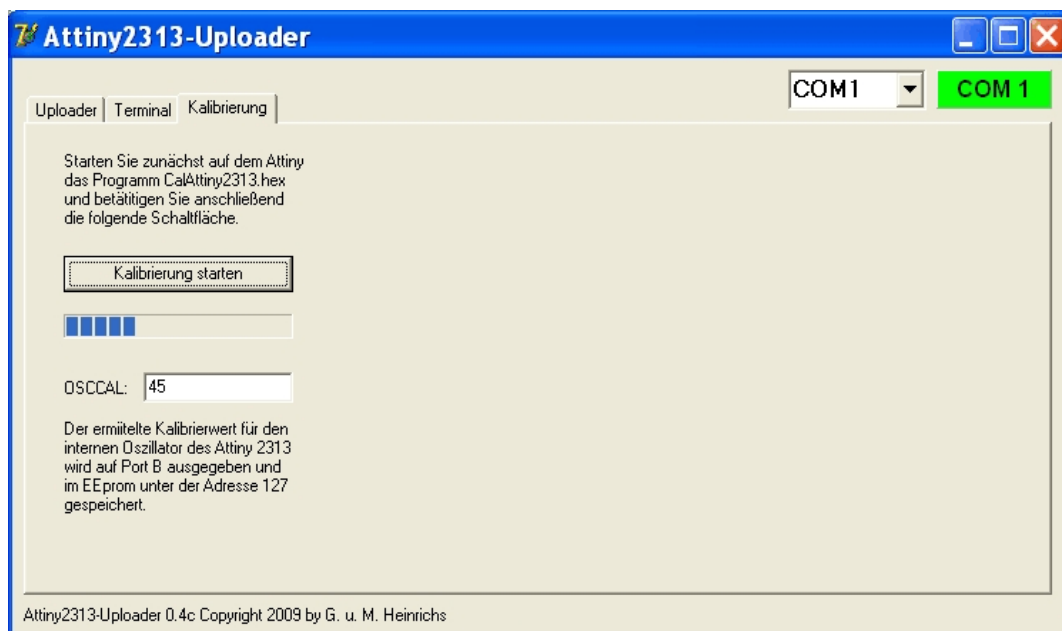 Attiny2313-Uploader
COM1
COM 1
Uploader
Terminal
Kalibrierung
Starten Sie zunächst auf dem Attiny
das Programm CalAttiny2313.hex
und betätigen Sie anschließend
die folgende Schaltfläche.
Kalibrierung starten
OSCCAL: 45
Der ermiitelte Kalibrierwert für den
internen Oszillator des Attiny 2313
wird auf Port B ausgegeben und
im EEprom unter der Adresse 127
gespeichert.
Attiny2313-Uploader 0.4c Copyright 2009 by G. u. M. Heinrichs